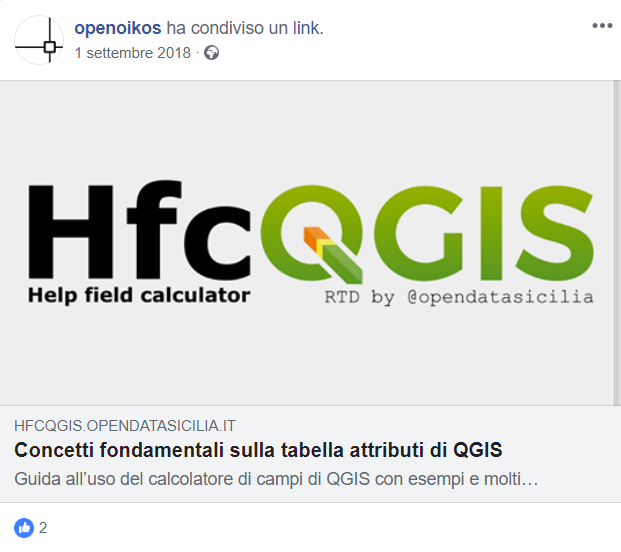 openoikos ha condiviso un link.
1 settembre 2018 ·
HfcQGIS
Help field calculator
RTD by @opendatasicilia
HFCQGIS.OPENDATASICILIA.IT
Concetti fondamentali sulla tabella attributi di QGIS
Guida all’uso del calcolatore di campi di QGIS con esempi e molti…
2